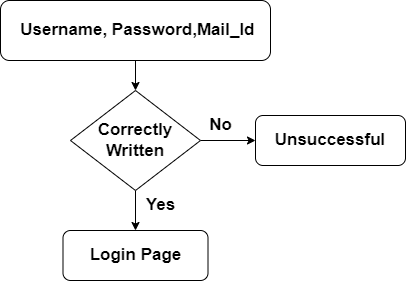 Username, Password,Mail_Id
Correctly
Written
No
Unsuccessful
Yes
Login Page